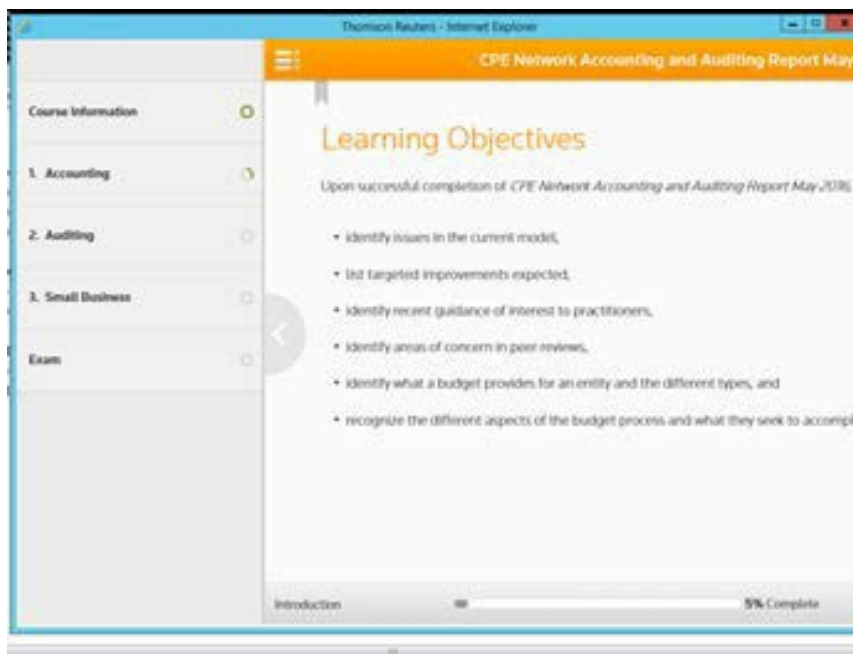 Thomson Reuters - Internet Explorer
CPE Network Accounting and Auditing Report May
Course Information
1. Accounting
2. Auditing
3. Small Business
Exam
Learning Objectives
Upon successful completion of CPE Network Accounting and Auditing Report May 2016,
• identify issues in the current model,
• list targeted improvements expected,
• identify recent guidance of interest to practitioners,
• identify areas of concern in peer reviews,
• identify what a budget provides for an entity and the different types, and
• recognize the different aspects of the budget process and what they seek to accompl
Introduction
5% Complete